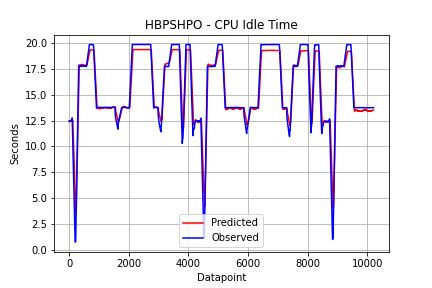 HBPSHPO - CPU Idle Time
20.0
17.5
15.0
12.5
10.0
7.5
5.0
2.5
0.0
Seconds
Predicted
Observed
0 2000 4000 6000 8000 10000
Datapoint